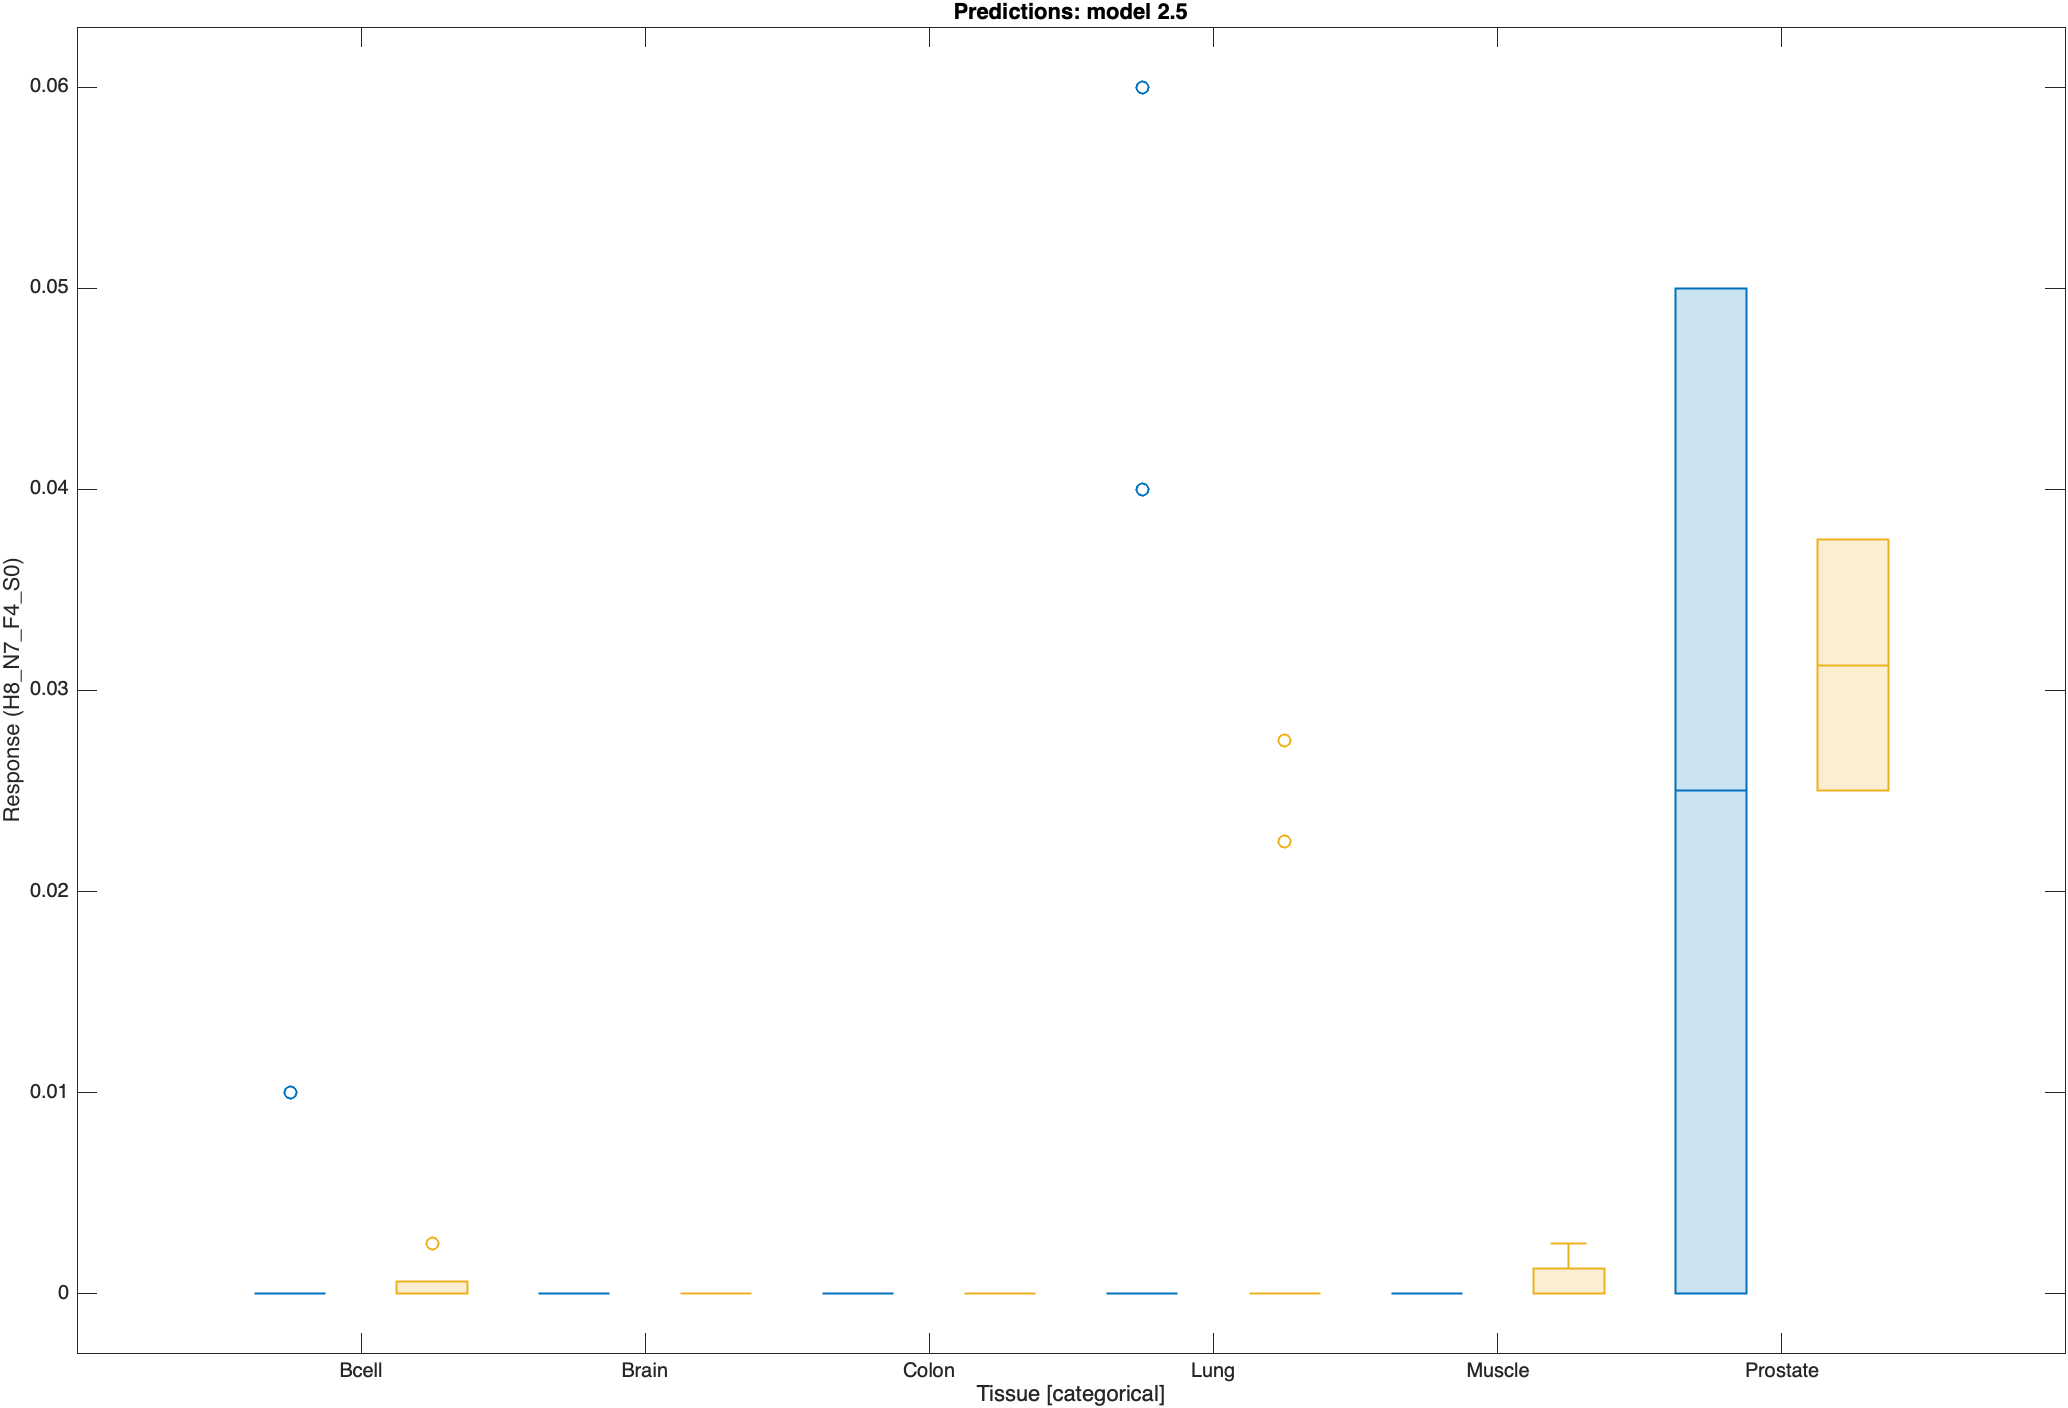 Predictions: model 2.5
0.06
0.05
0.04
0.03
0.02
0.01
0
Response (H8_N7_F4_S0)
Bcell Brain Colon Lung Muscle Prostate
Tissue [categorical]